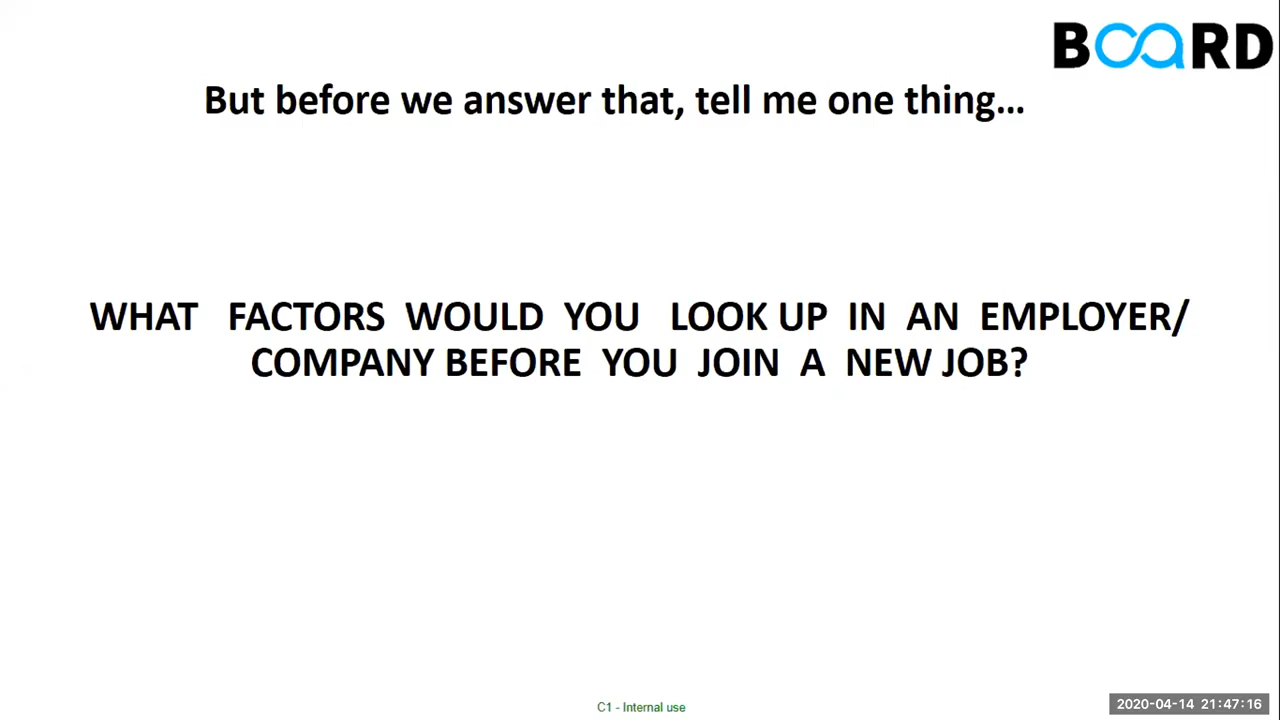 BOARD
But before we answer that, tell me one thing...
WHAT FACTORS WOULD YOU LOOK UP IN AN EMPLOYER/
COMPANY BEFORE YOU JOIN A NEW JOB?
C1 - Internal use
2020-04-14 21:47:16